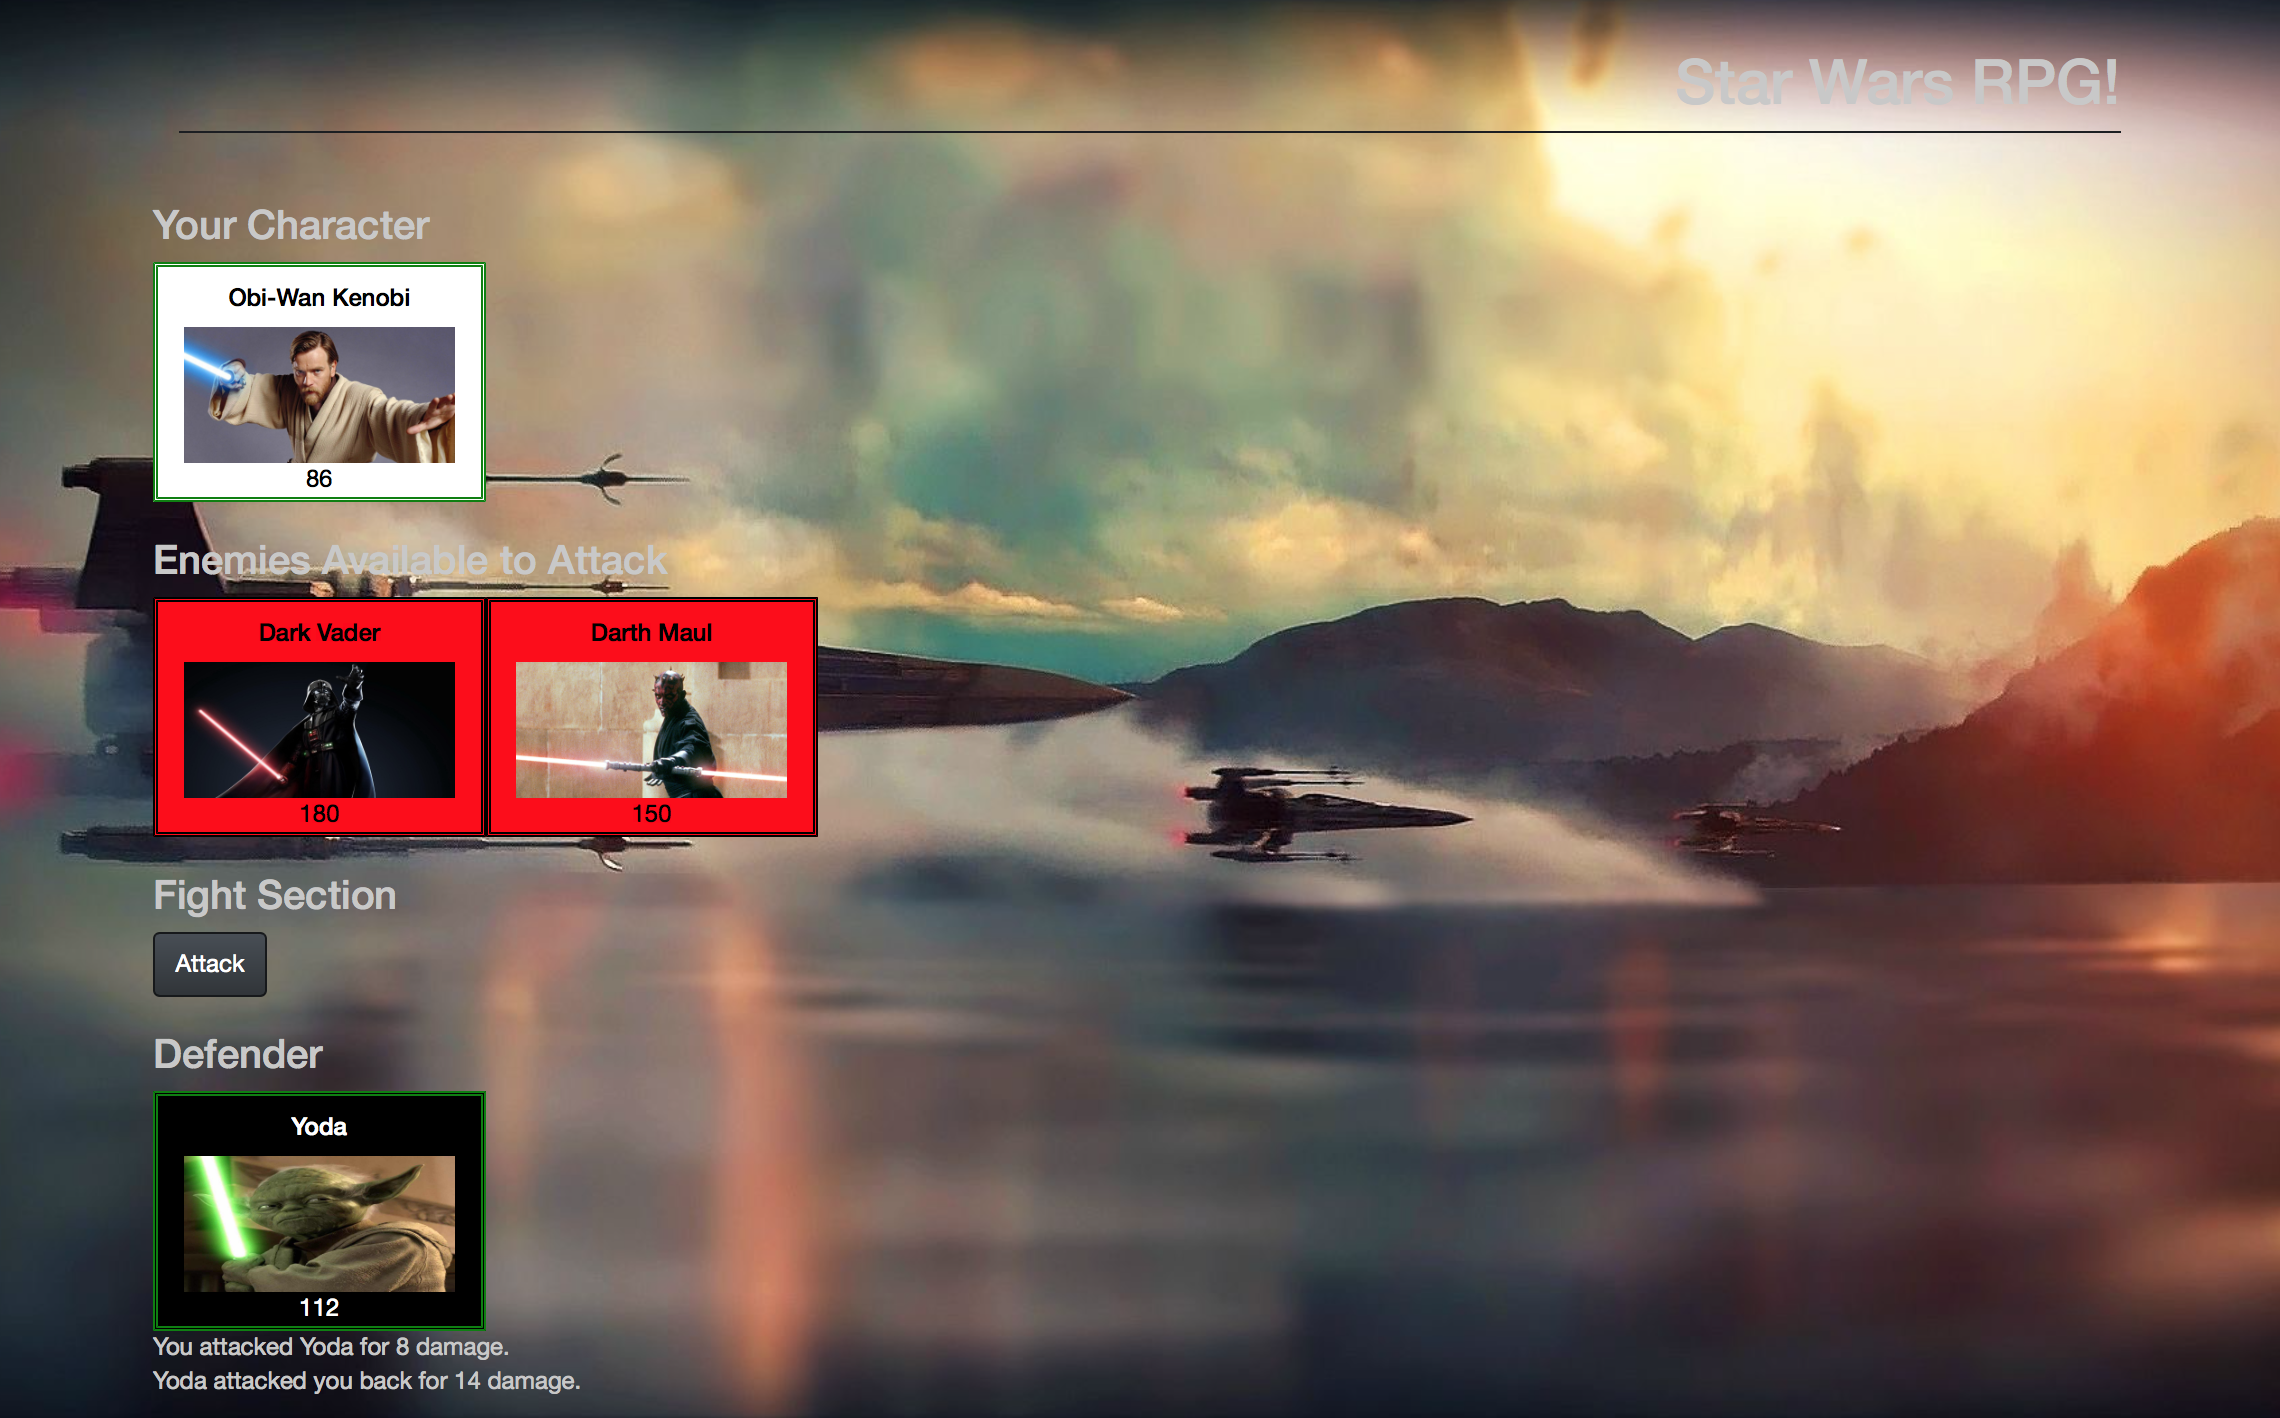 Star Wars RPG!
Your Character
Obi-Wan Kenobi
86
Enemies Available to Attack
Dark Vader
Darth Maul
180
150
Fight Section
Attack
Defender
Yoda
112
You attacked Yoda for 8 damage.
Yoda attacked you back for 14 damage.